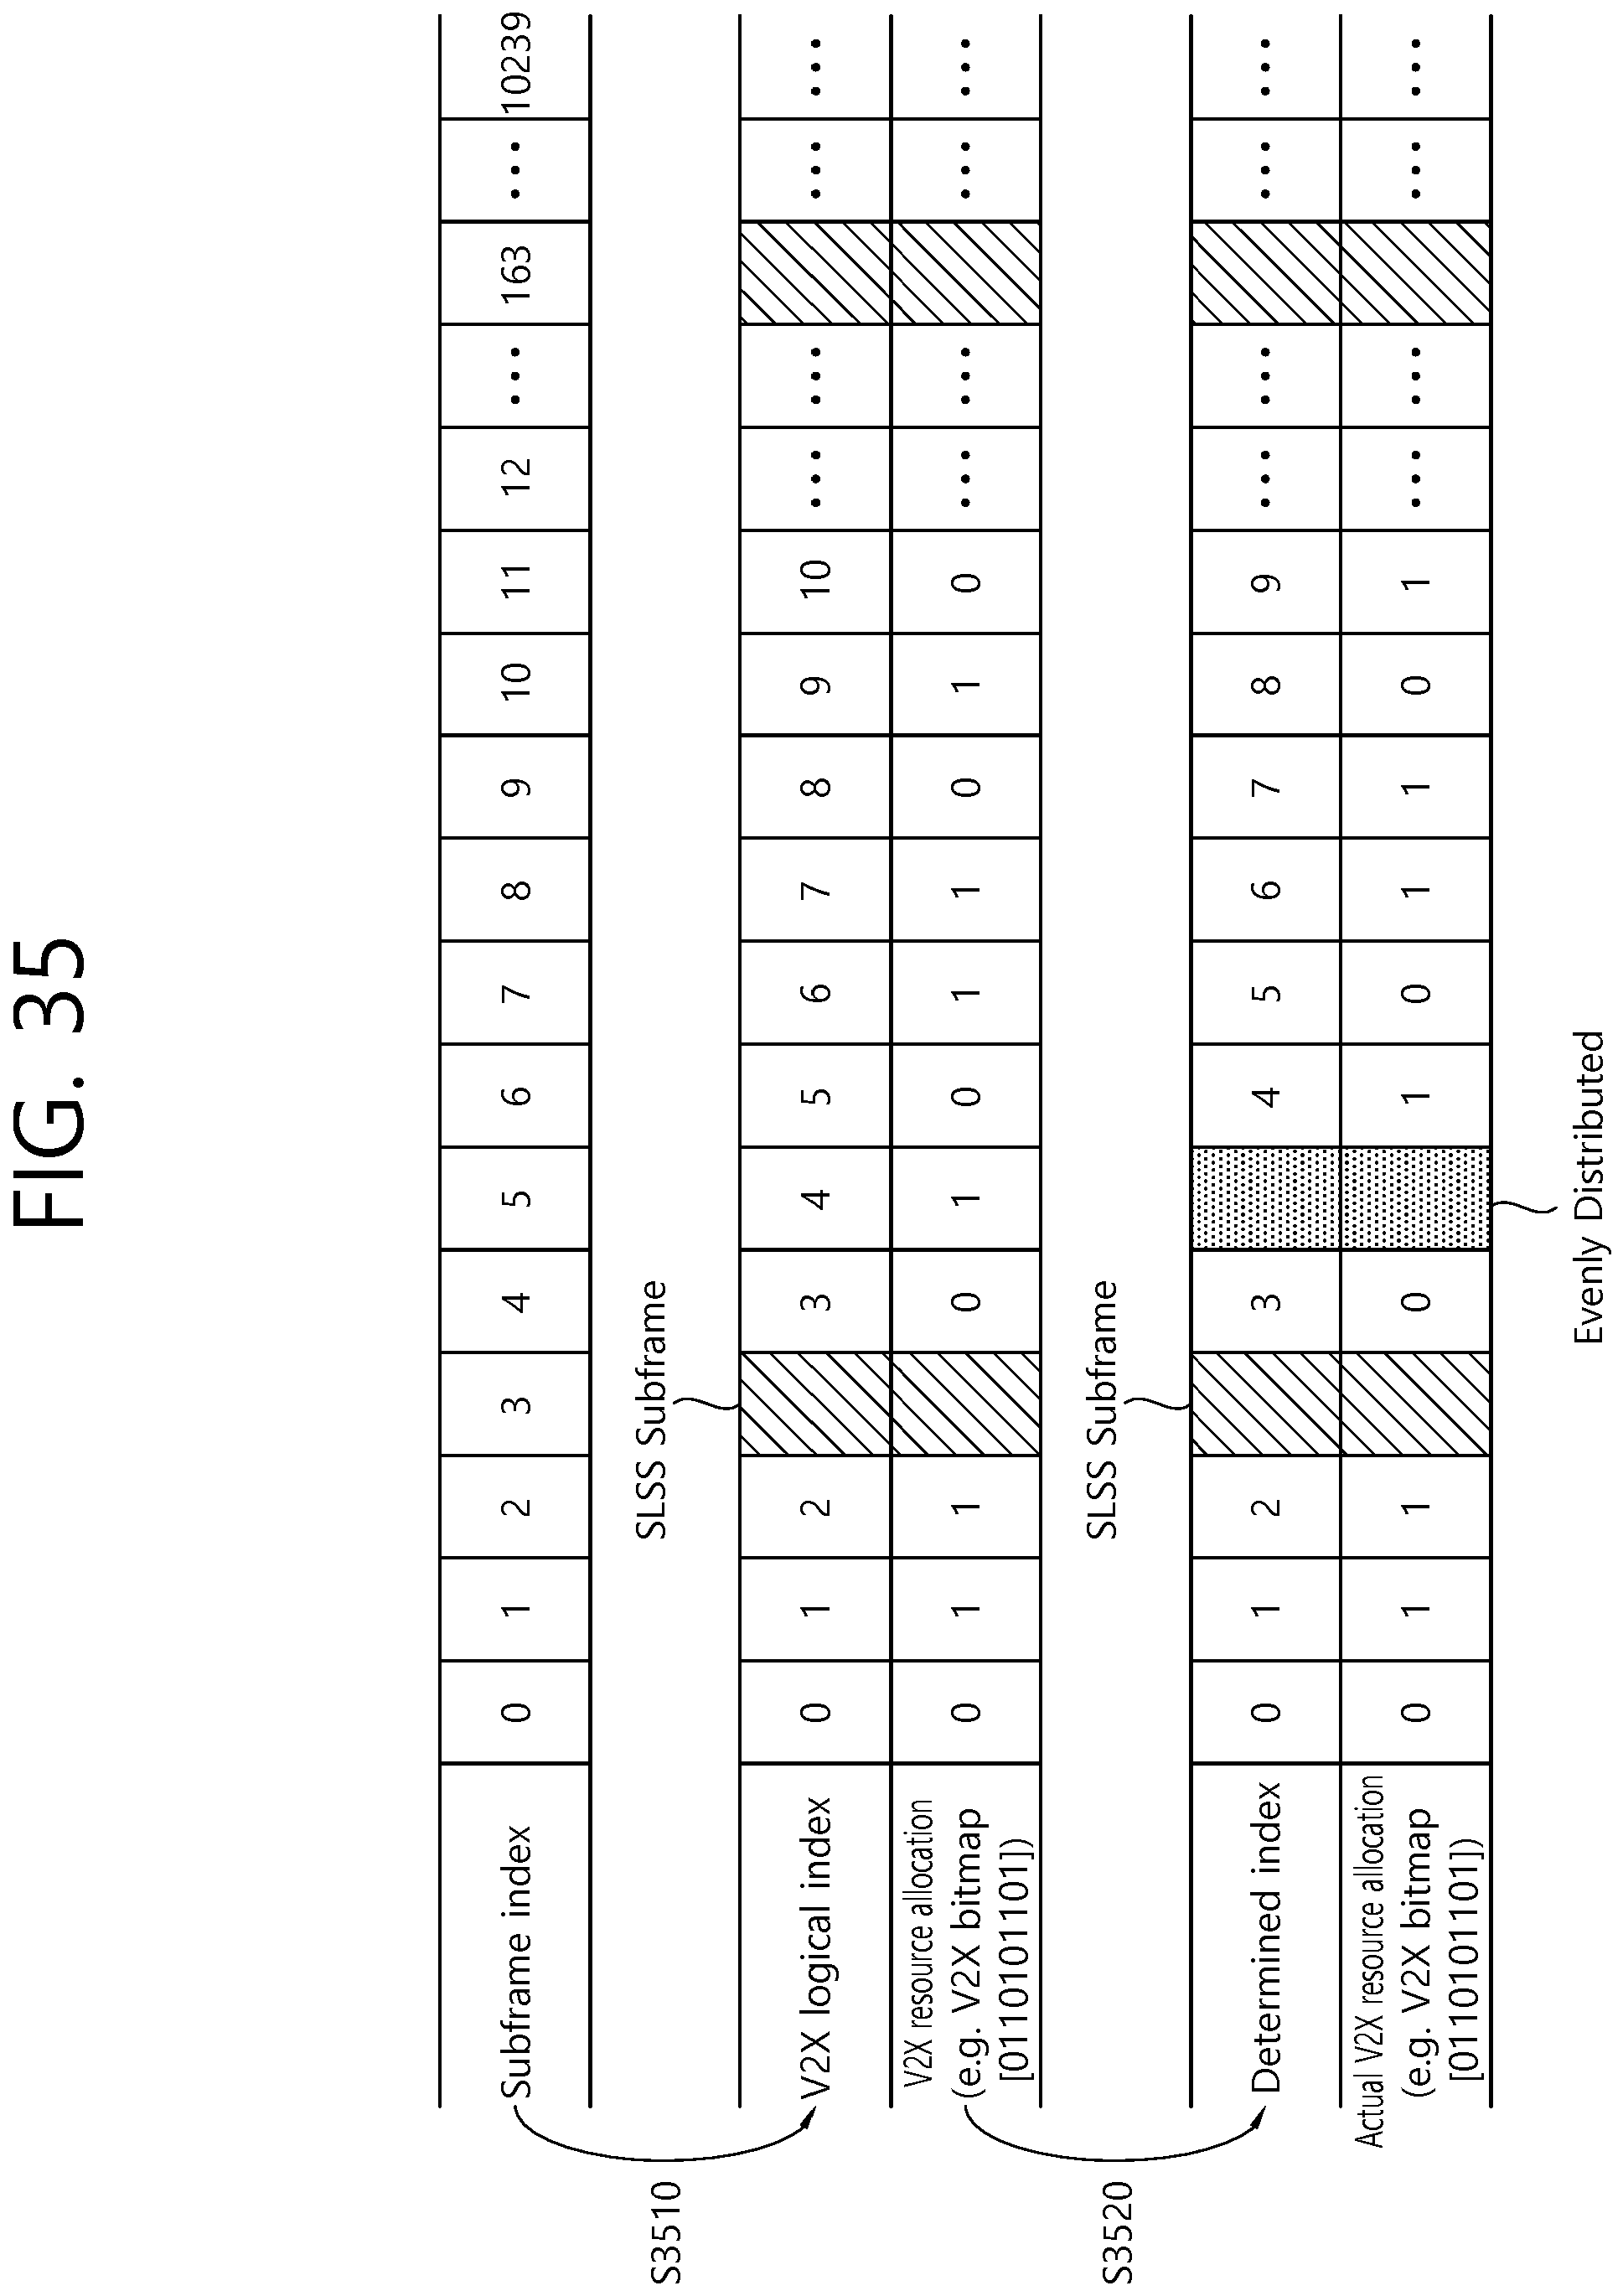 FIG. 35
Subframe index 0 1 2 3 4 5 6 7 8 9 10 11 12 ... 163 ... 10239
S3510
SLSS Subframe
V2X logical index 0 1 2 3 4 5 6 7 8 9 10 ... ... ... ...
V2X resource allocation
(e.g. V2X bitmap
[0110101101])
0 1 1 0 1 0 1 1 0 1 0 ... ... ... ...
S3520
SLSS Subframe
Determined index 0 1 2 3 4 5 6 7 8 9 ... ... ... ...
Actual V2X resource allocation
(e.g. V2X bitmap
[0110101101])
0 1 1 0 1 0 1 1 0 1 ... ... ... ...
Evenly Distributed